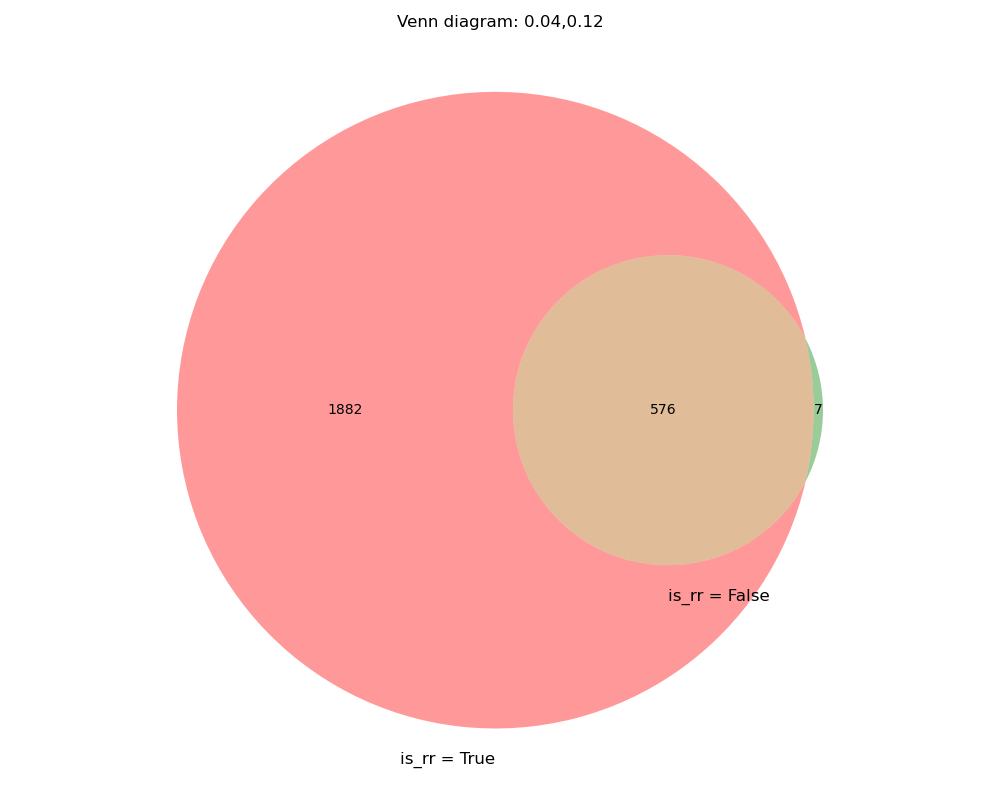 Venn diagram: 0.04,0.12
1882
576
7
is_rr = False
is_rr = True